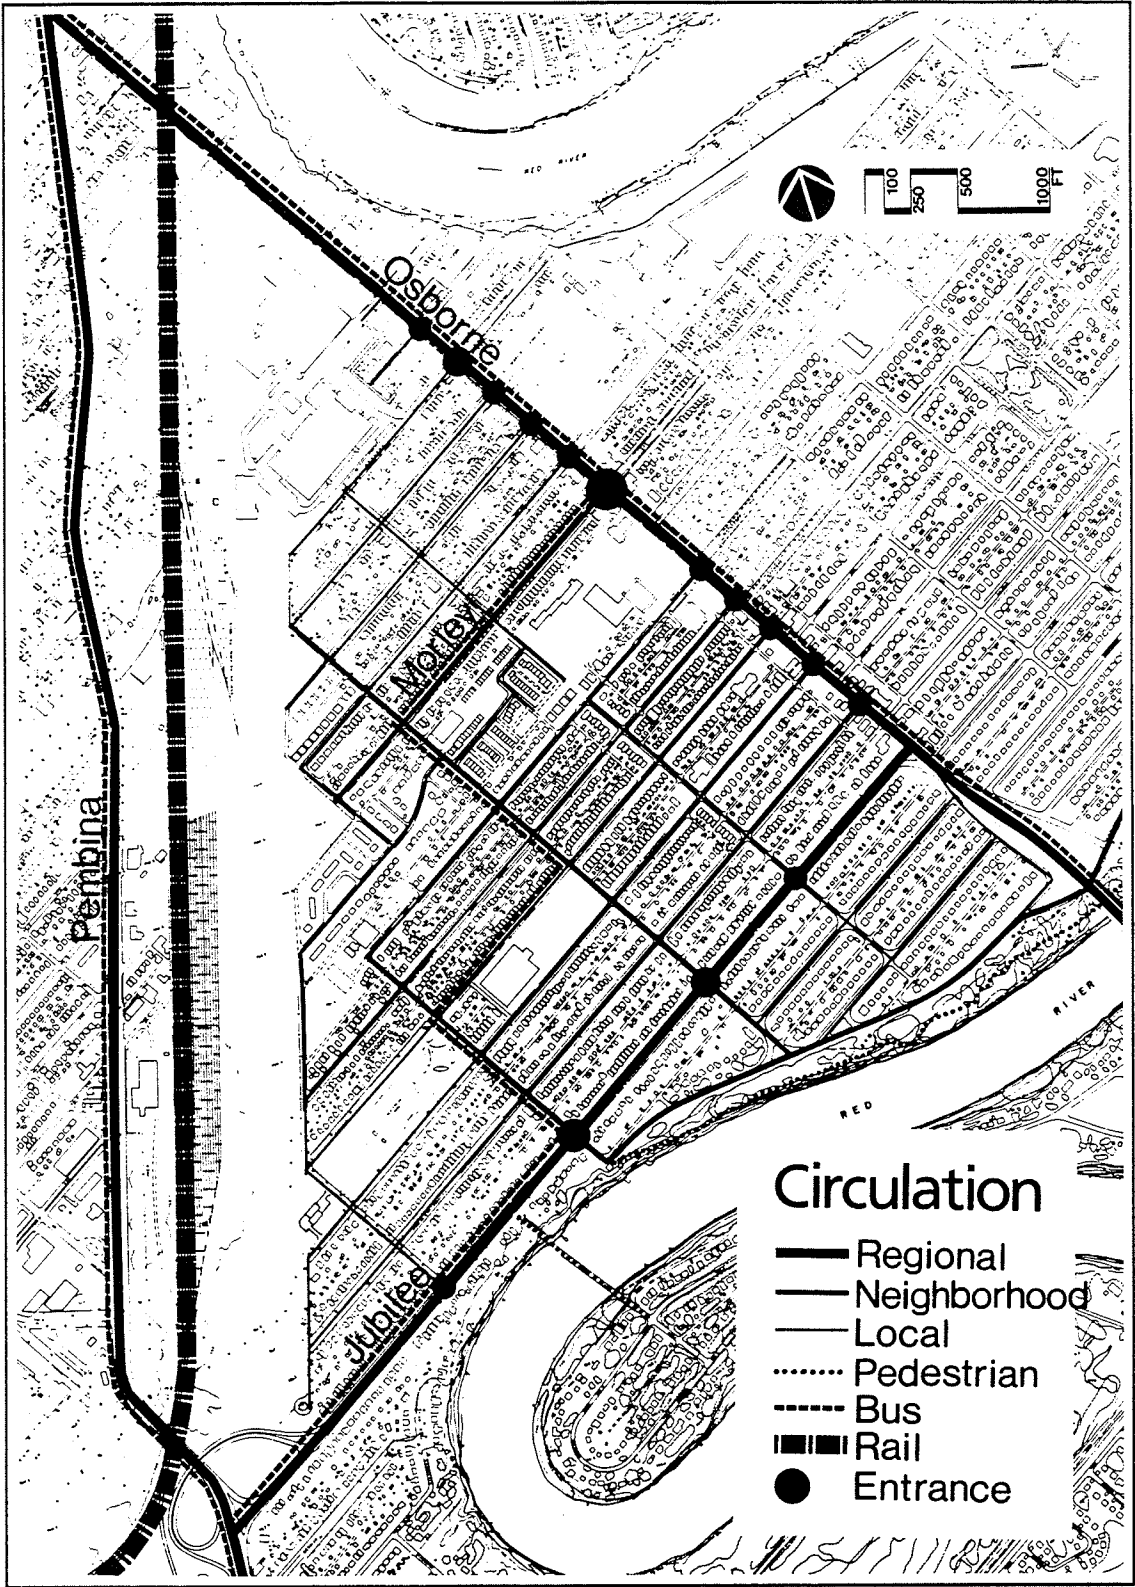 RED RIVER
100
250
500
1000
FT
Osborne
Morley
Pembina
RIVER
RED
Jubilee
Circulation
Regional
Neighborhood
Local
Pedestrian
Bus
Rail
Entrance